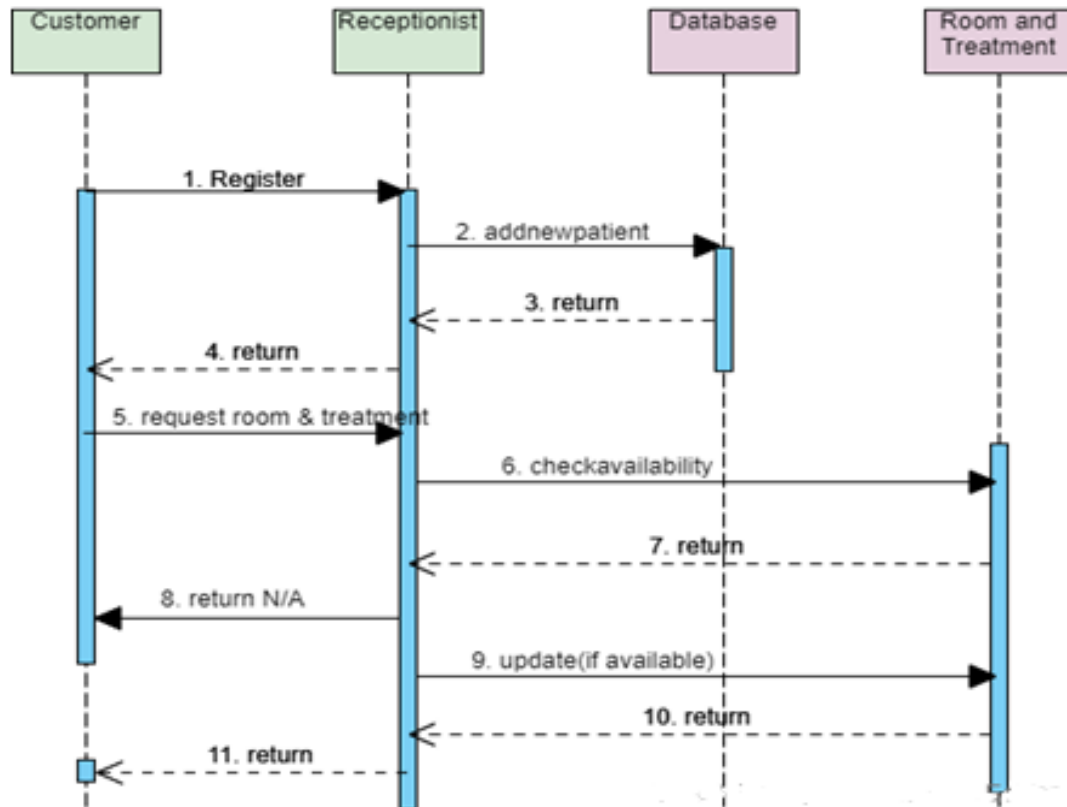 Customer
Receptionist
Database
Room and
Treatment
1. Register
2. addnewpatient
3. return
4. return
5. request room & treatment
6. checkavailability
7. return
8. return N/A
9. update(if available)
10. return
11. return